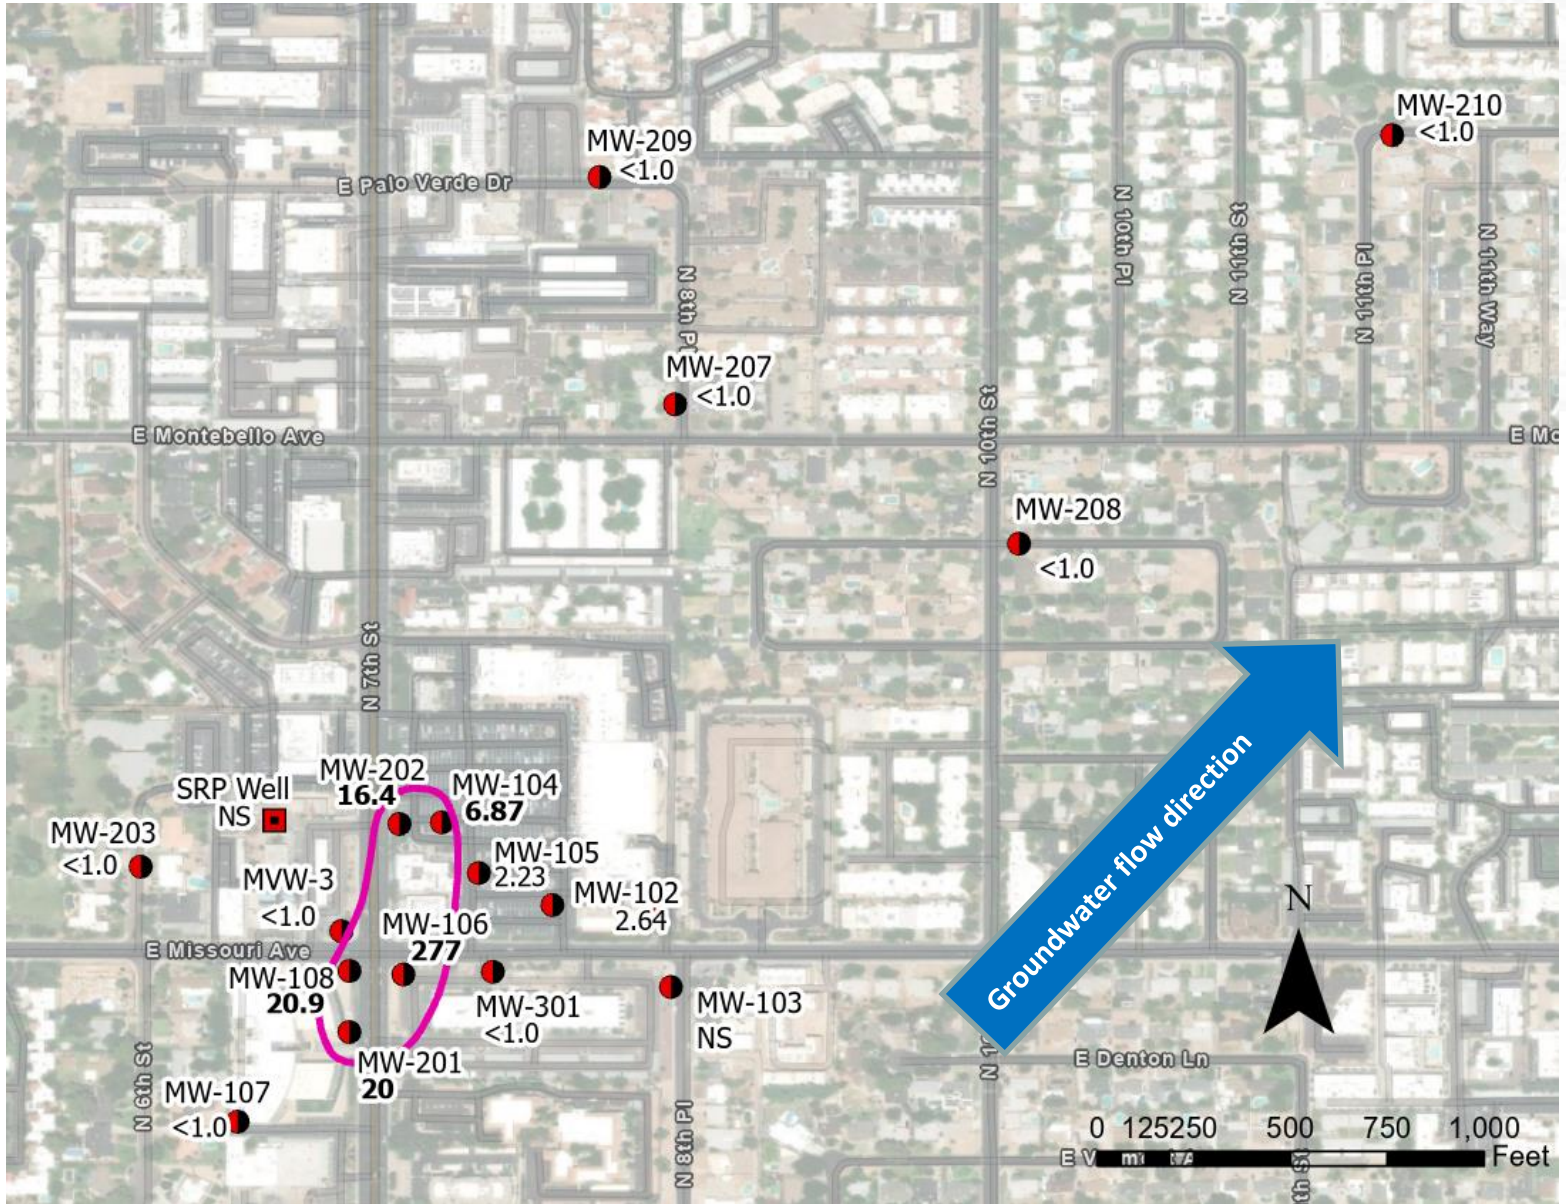 MW-210
<1.0
MW-209
<1.0
E Palo Verde Dr
N 10th Pl
N 11th St
N 11th Pl
N 11th Way
N 8th Pl
MW-207
<1.0
E Montebello Ave
E Mo
N 10th St
MW-208
<1.0
N 7th St
MW-202
16.4
MW-104
6.87
SRP Well
NS
MW-203
<1.0
MW-105
2.23
MVW-3
<1.0
MW-102
2.64
MW-106
277
E Missouri Ave
MW-108
20.9
MW-301
<1.0
MW-103
NS
MW-201
20
MW-107
<1.0
N 6th St
N 8th Pl
Groundwater flow direction
N
E Denton Ln
0 125250 500 750 1,000
Feet